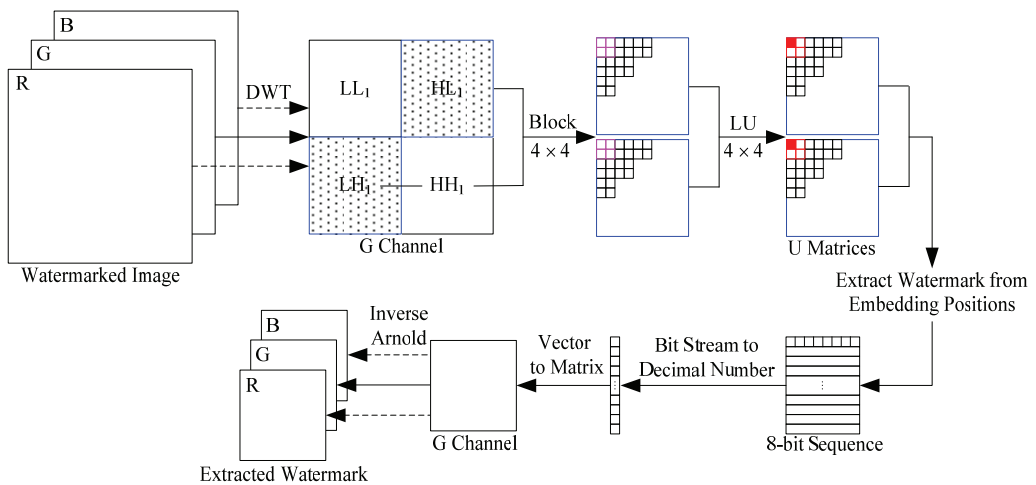 B
G
R
DWT
LL₁
HL₁
LH₁
HH₁
G Channel
Watermarked Image
Block
4 × 4
LU
4 × 4
U Matrices
Extract Watermark from
Embedding Positions
8-bit Sequence
Bit Stream to
Decimal Number
Vector
to Matrix
G Channel
Inverse
Arnold
B
G
R
Extracted Watermark